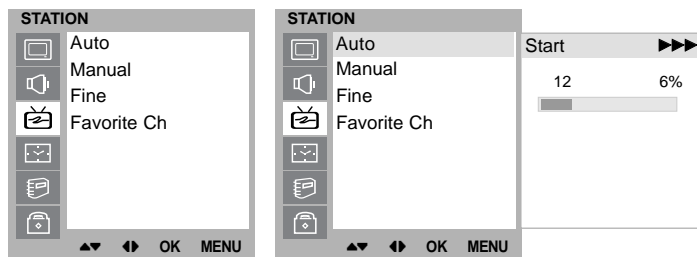 STATION
Auto
Manual
Fine
Favorite Ch
OK MENU
STATION
Auto
Manual
Fine
Favorite Ch
OK MENU
Start
12 6%